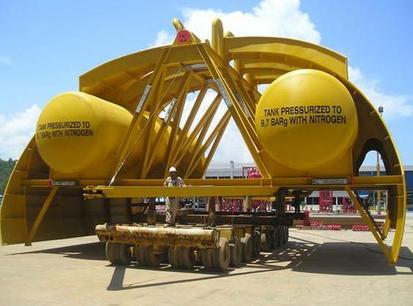 TANK PRESSURIZED TO
9.7 BARg WITH NITROGEN
TANK PRESSURIZED TO
9.7 BARg WITH NITROGEN